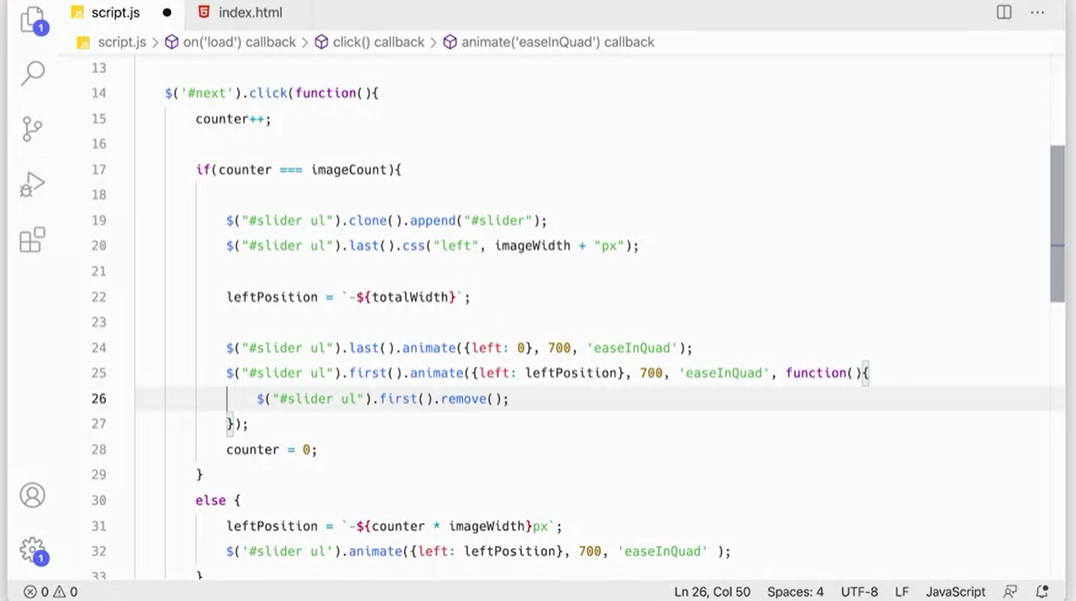 script.js ● index.html ···
script.js > on('load') callback > click() callback > animate('easeInQuad') callback
1
13
14 $('#next').click(function(){
15 counter++;
16
17 if(counter === imageCount){
18
19 $("#slider ul").clone().append("#slider");
20 $("#slider ul").last().css("left", imageWidth + "px");
21
22 leftPosition = `-${totalWidth}`;
23
24 $("#slider ul").last().animate({left: 0}, 700, 'easeInQuad');
25 $("#slider ul").first().animate({left: leftPosition}, 700, 'easeInQuad', function(){
26 $("#slider ul").first().remove();
27 });
28 counter = 0;
29 }
30 else {
31 leftPosition = `-${counter * imageWidth}px`;
32 $('#slider ul').animate({left: leftPosition}, 700, 'easeInQuad' );
33 }
1
0 0 Ln 26, Col 50 Spaces: 4 UTF-8 LF JavaScript